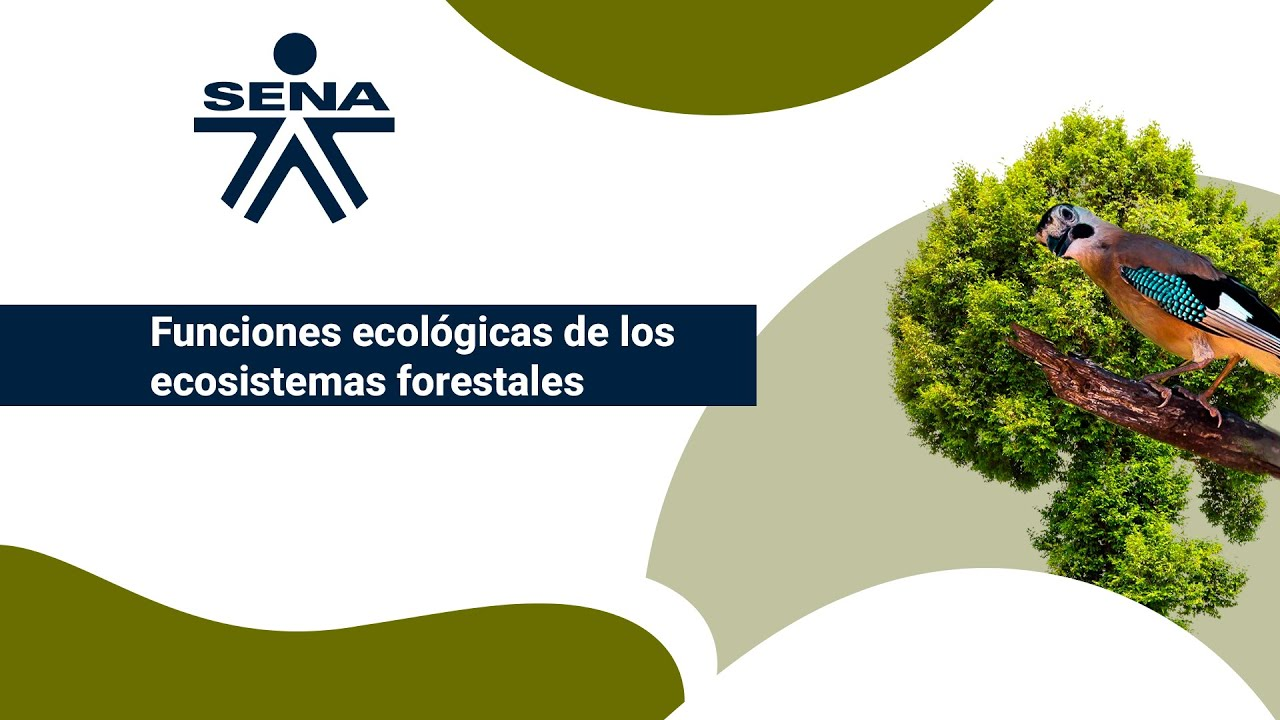 SENA
Funciones ecológicas de los
ecosistemas forestales